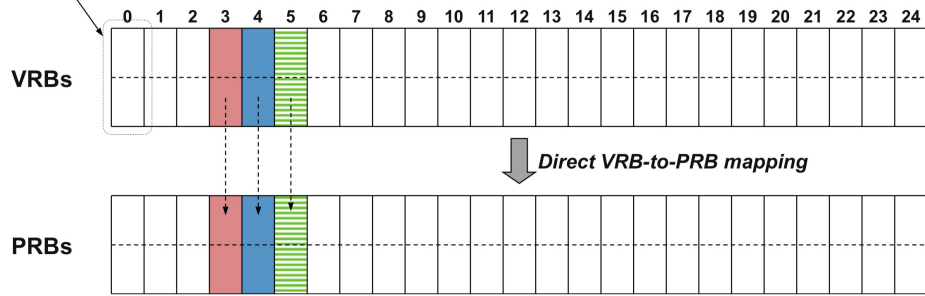 0 1 2 3 4 5 6 7 8 9 10 11 12 13 14 15 16 17 18 19 20 21 22 23 24
VRBs
Direct VRB-to-PRB mapping
PRBs